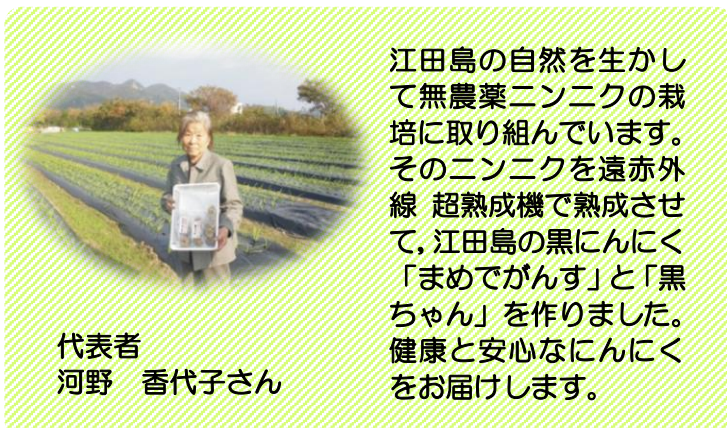 江田島の自然を生かし
て無農薬ニンニクの栽
培に取り組んでいます。
そのニンニクを遠赤外
線 超熟成機で熟成させ
て,江田島の黒にんにく
「まめでがんす」と「黒
ちゃん」を作りました。
健康と安心なにんにく
をお届けします。
代表者
河野　香代子さん